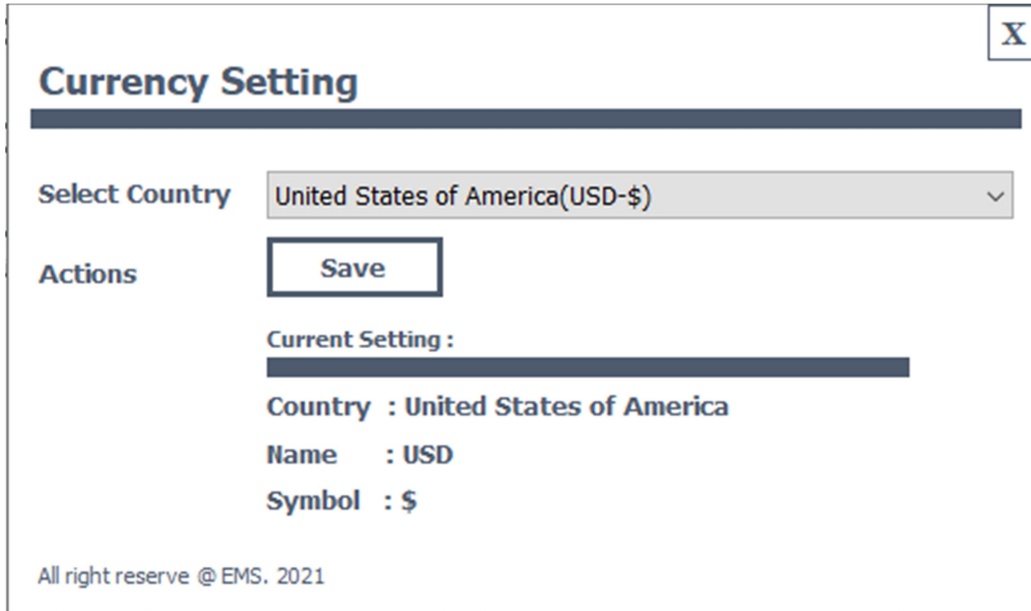 X
Currency Setting
Select Country United States of America(USD-$)
Actions Save
Current Setting :
Country : United States of America
Name : USD
Symbol : $
All right reserve @ EMS. 2021